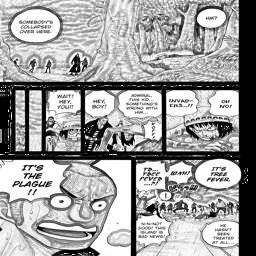 SOMEBODY'S
COLLAPSED
OVER HERE.
HM?
WAIT!
HEY,
YOU!!
HEY,
BOY!
ADMIRAL,
THIS KID...
SOMETHING'S
WRONG WITH
HIM...
INVAD-
ERS...!!
OH
NO!
IT'S
THE
PLAGUE
!!
TREE
FEVER
WAH!
IT'S
TREE
FEVER.
N-N-NOT
GOOD! THIS
ISLAND IS
BAD NEWS!
HE
HASN'T
BEEN
TREATED
AT ALL...